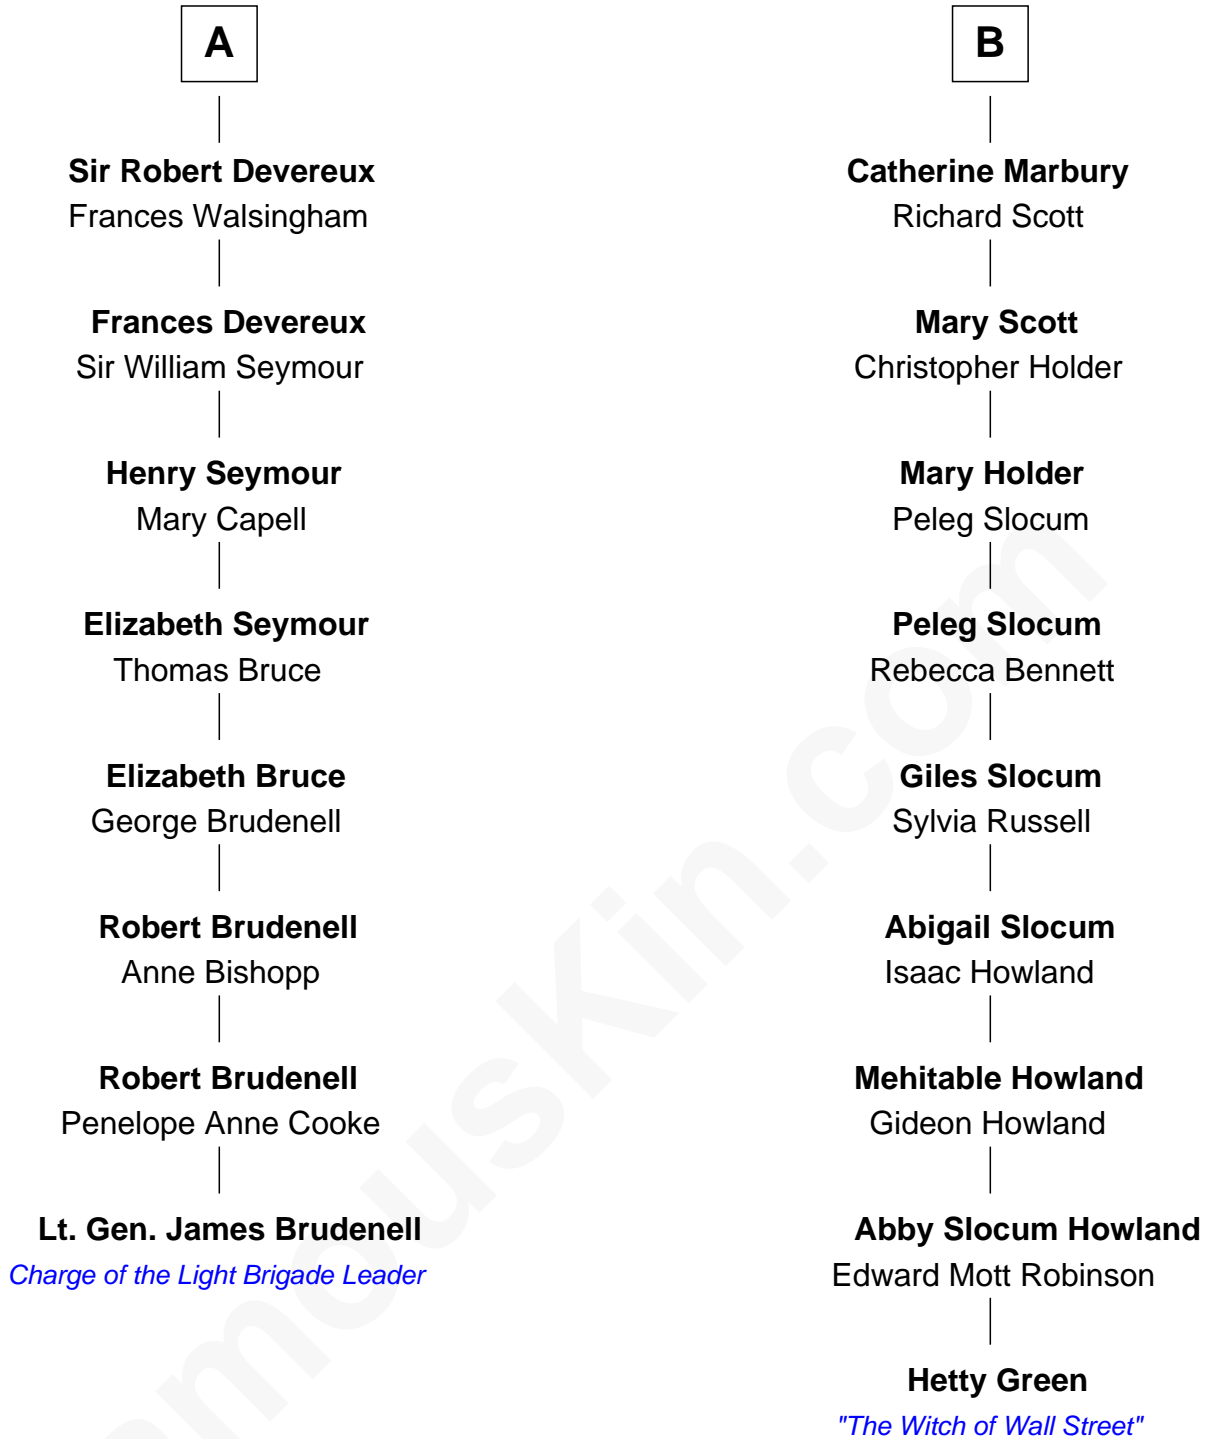 A
Sir Robert Devereux
Frances Walsingham
Frances Devereux
Sir William Seymour
Henry Seymour
Mary Capell
Elizabeth Seymour
Thomas Bruce
Elizabeth Bruce
George Brudenell
Robert Brudenell
Anne Bishopp
Robert Brudenell
Penelope Anne Cooke
Lt. Gen. James Brudenell
Charge of the Light Brigade Leader
B
Catherine Marbury
Richard Scott
Mary Scott
Christopher Holder
Mary Holder
Peleg Slocum
Peleg Slocum
Rebecca Bennett
Giles Slocum
Sylvia Russell
Abigail Slocum
Isaac Howland
Mehitable Howland
Gideon Howland
Abby Slocum Howland
Edward Mott Robinson
Hetty Green
"The Witch of Wall Street"
amousKin.com